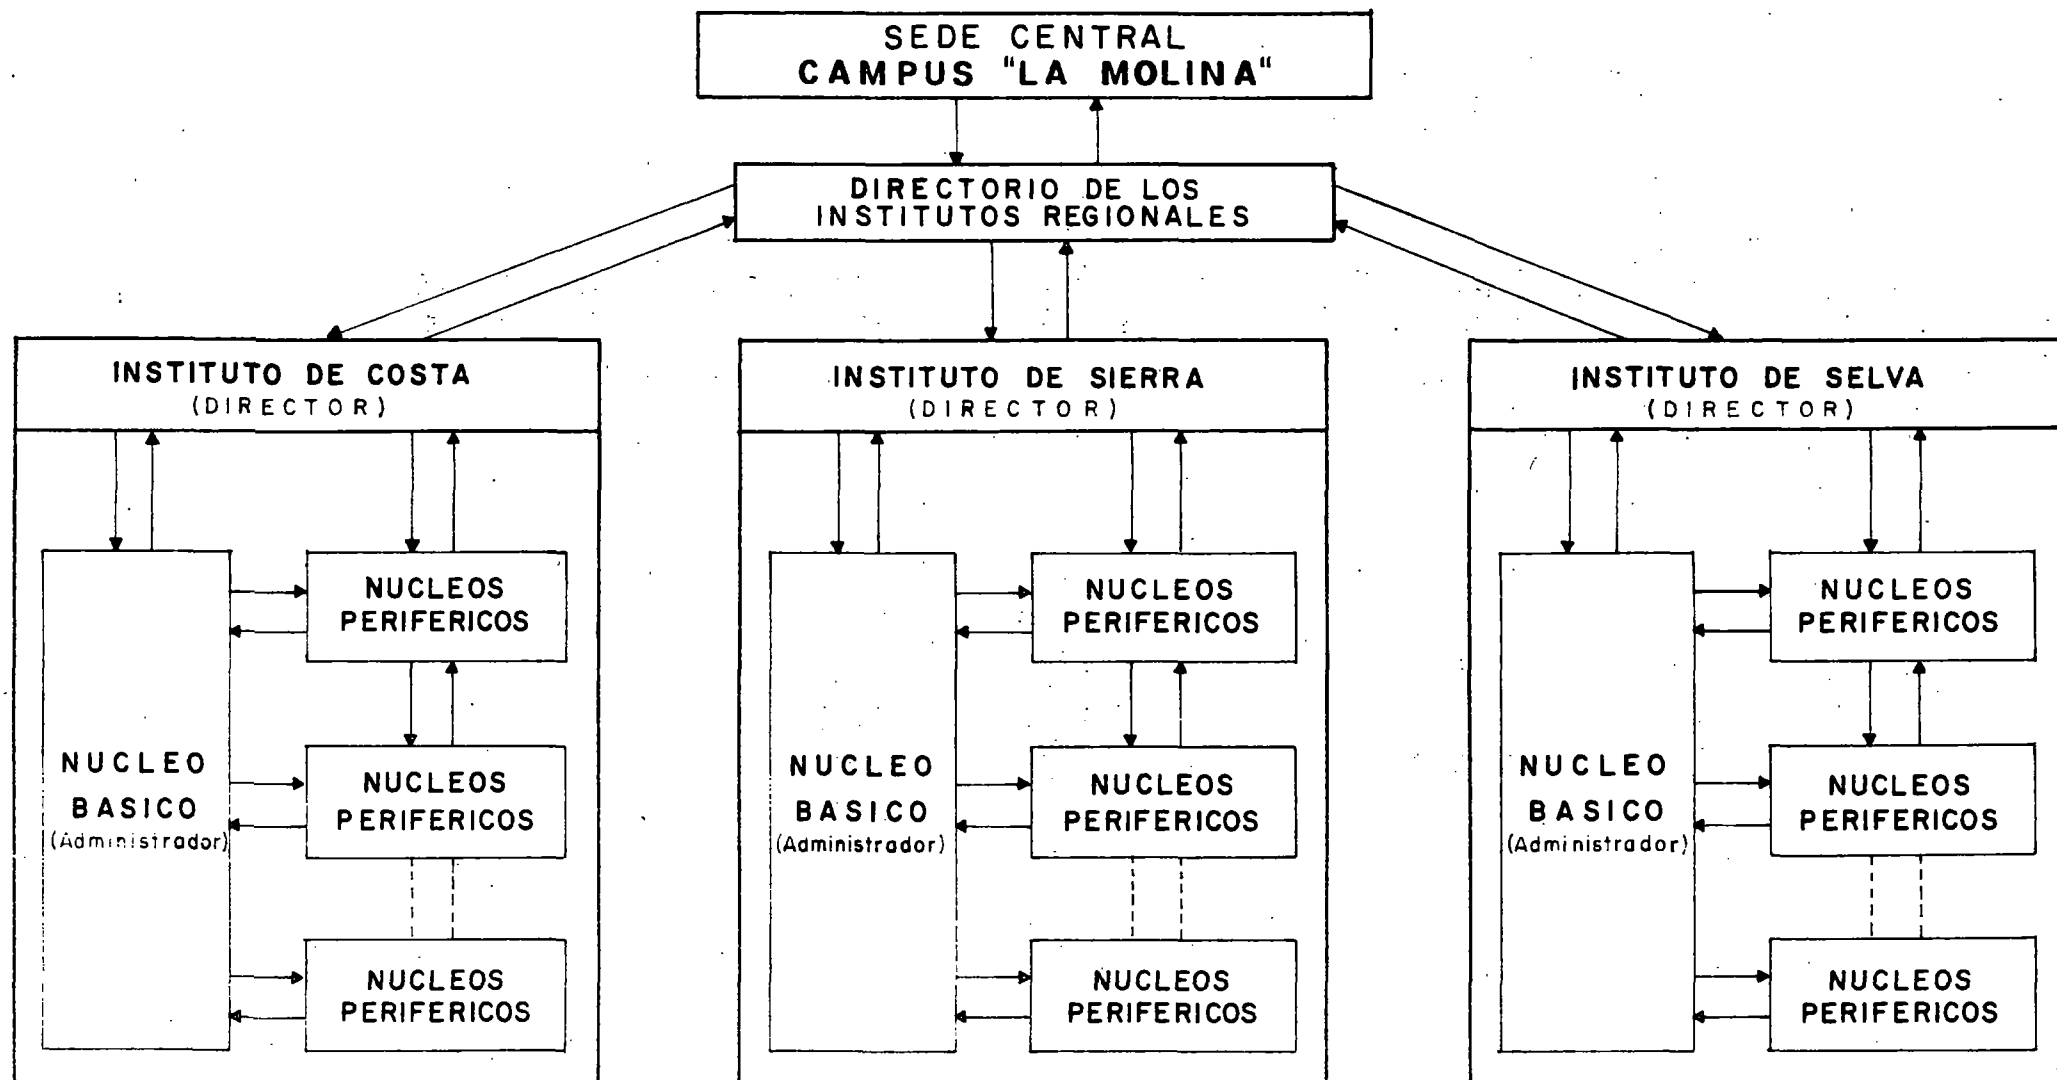 SEDE CENTRAL
CAMPUS "LA MOLINA"
DIRECTORIO DE LOS
INSTITUTOS REGIONALES
INSTITUTO DE COSTA
(DIRECTOR)
NUCLEO
BASICO
(Administrador)
NUCLEOS
PERIFERICOS
NUCLEOS
PERIFERICOS
NUCLEOS
PERIFERICOS
INSTITUTO DE SIERRA
(DIRECTOR)
NUCLEO
BASICO
(Administrador)
NUCLEOS
PERIFERICOS
NUCLEOS
PERIFERICOS
NUCLEOS
PERIFERICOS
INSTITUTO DE SELVA
(DIRECTOR)
NUCLEO
BASICO
(Administrador)
NUCLEOS
PERIFERICOS
NUCLEOS
PERIFERICOS
NUCLEOS
PERIFERICOS